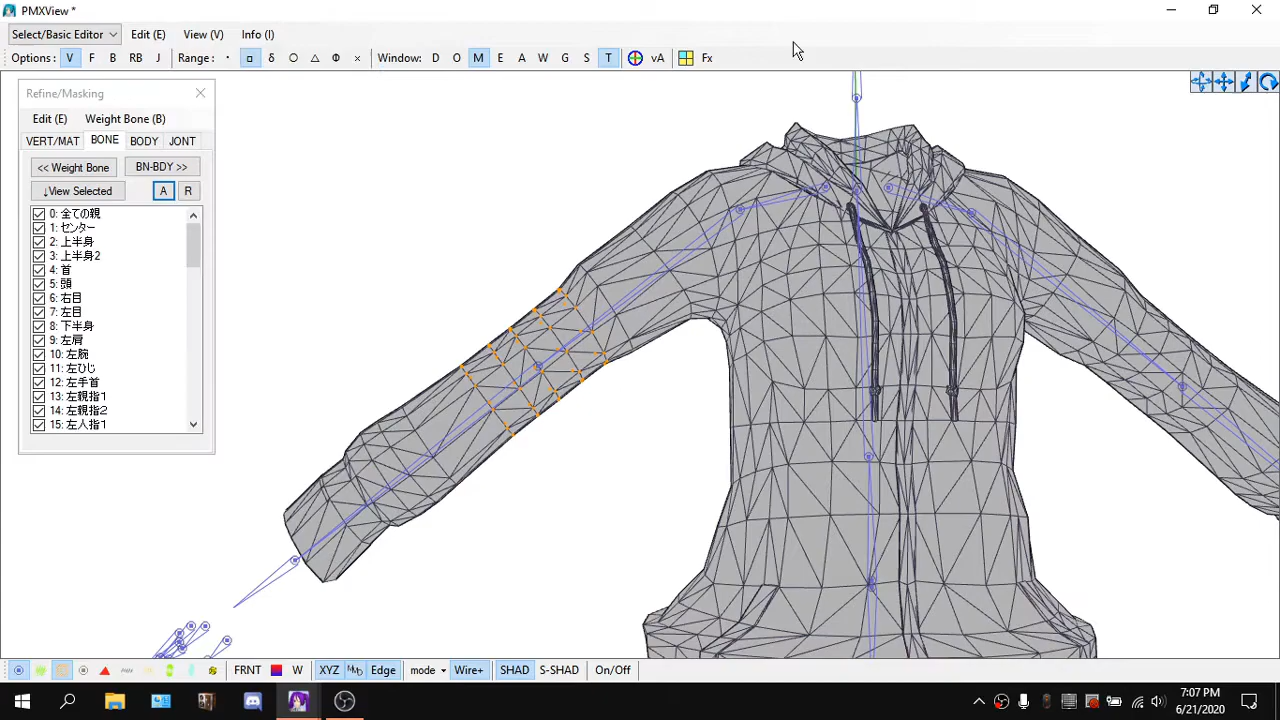 PMXView *
Select/Basic Editor Edit (E) View (V) Info (I)
Options: V F B RB J Range: · □ δ ○ △ Φ × Window: D O M E A W G S T vA Fx
Refine/Masking
Edit (E) Weight Bone (B)
VERT/MAT BONE BODY JONT
<< Weight Bone BN-BDY >>
↓View Selected A R
0: 全ての親
1: センター
2: 上半身
3: 上半身2
4: 首
5: 頭
6: 右目
7: 左目
8: 下半身
9: 左肩
10: 左腕
11: 左ひじ
12: 左手首
13: 左親指1
14: 左親指2
15: 左人指1
FRNT W XYZ Edge mode Wire+ SHAD S-SHAD On/Off
7:07 PM
6/21/2020